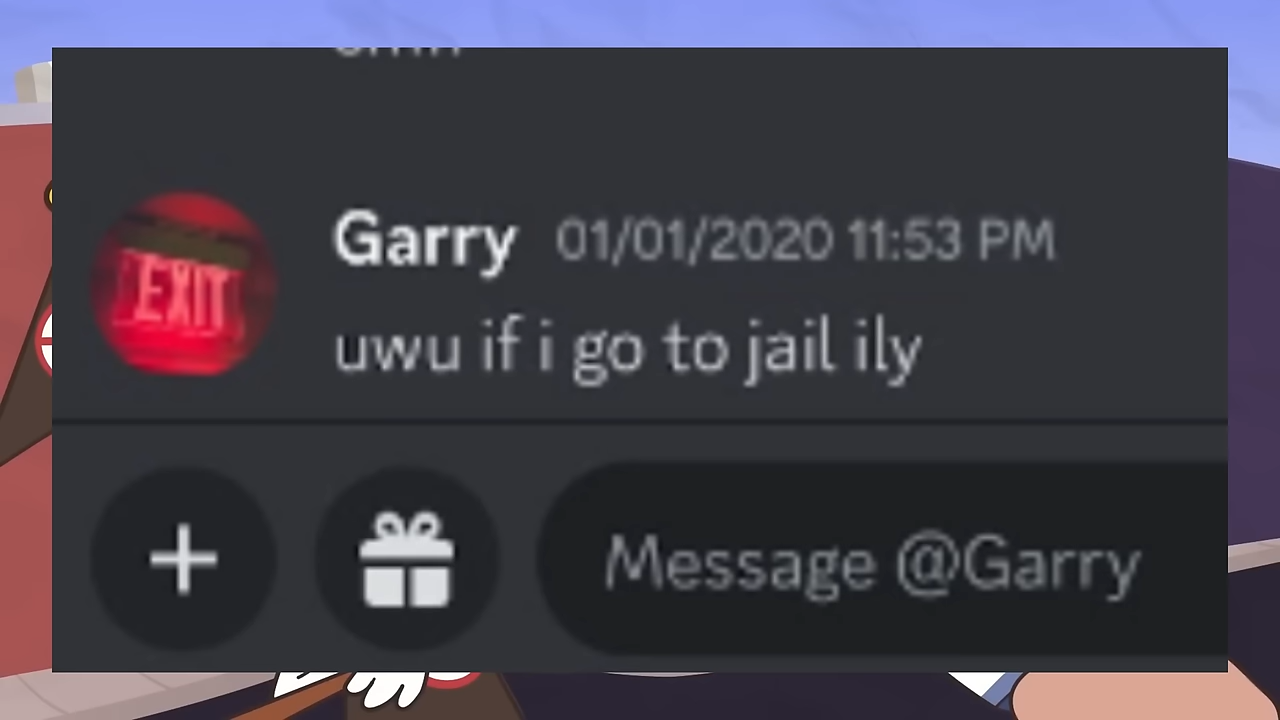 EXIT
Garry 01/01/2020 11:53 PM
uwu if i go to jail ily
Message @Garry